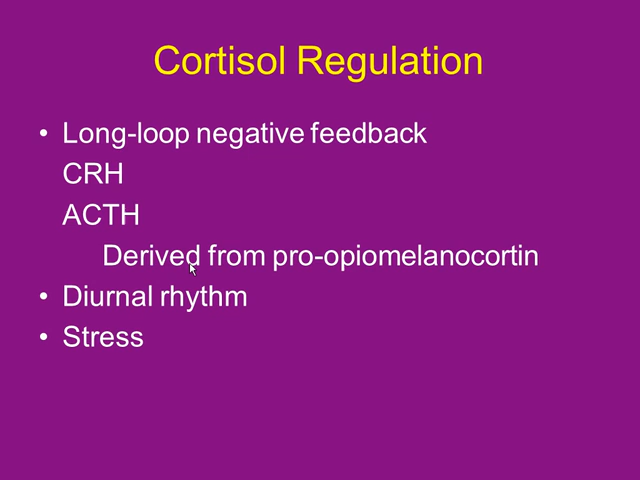 Cortisol Regulation
• Long-loop negative feedback
CRH
ACTH
Derived from pro-opiomelanocortin
• Diurnal rhythm
• Stress